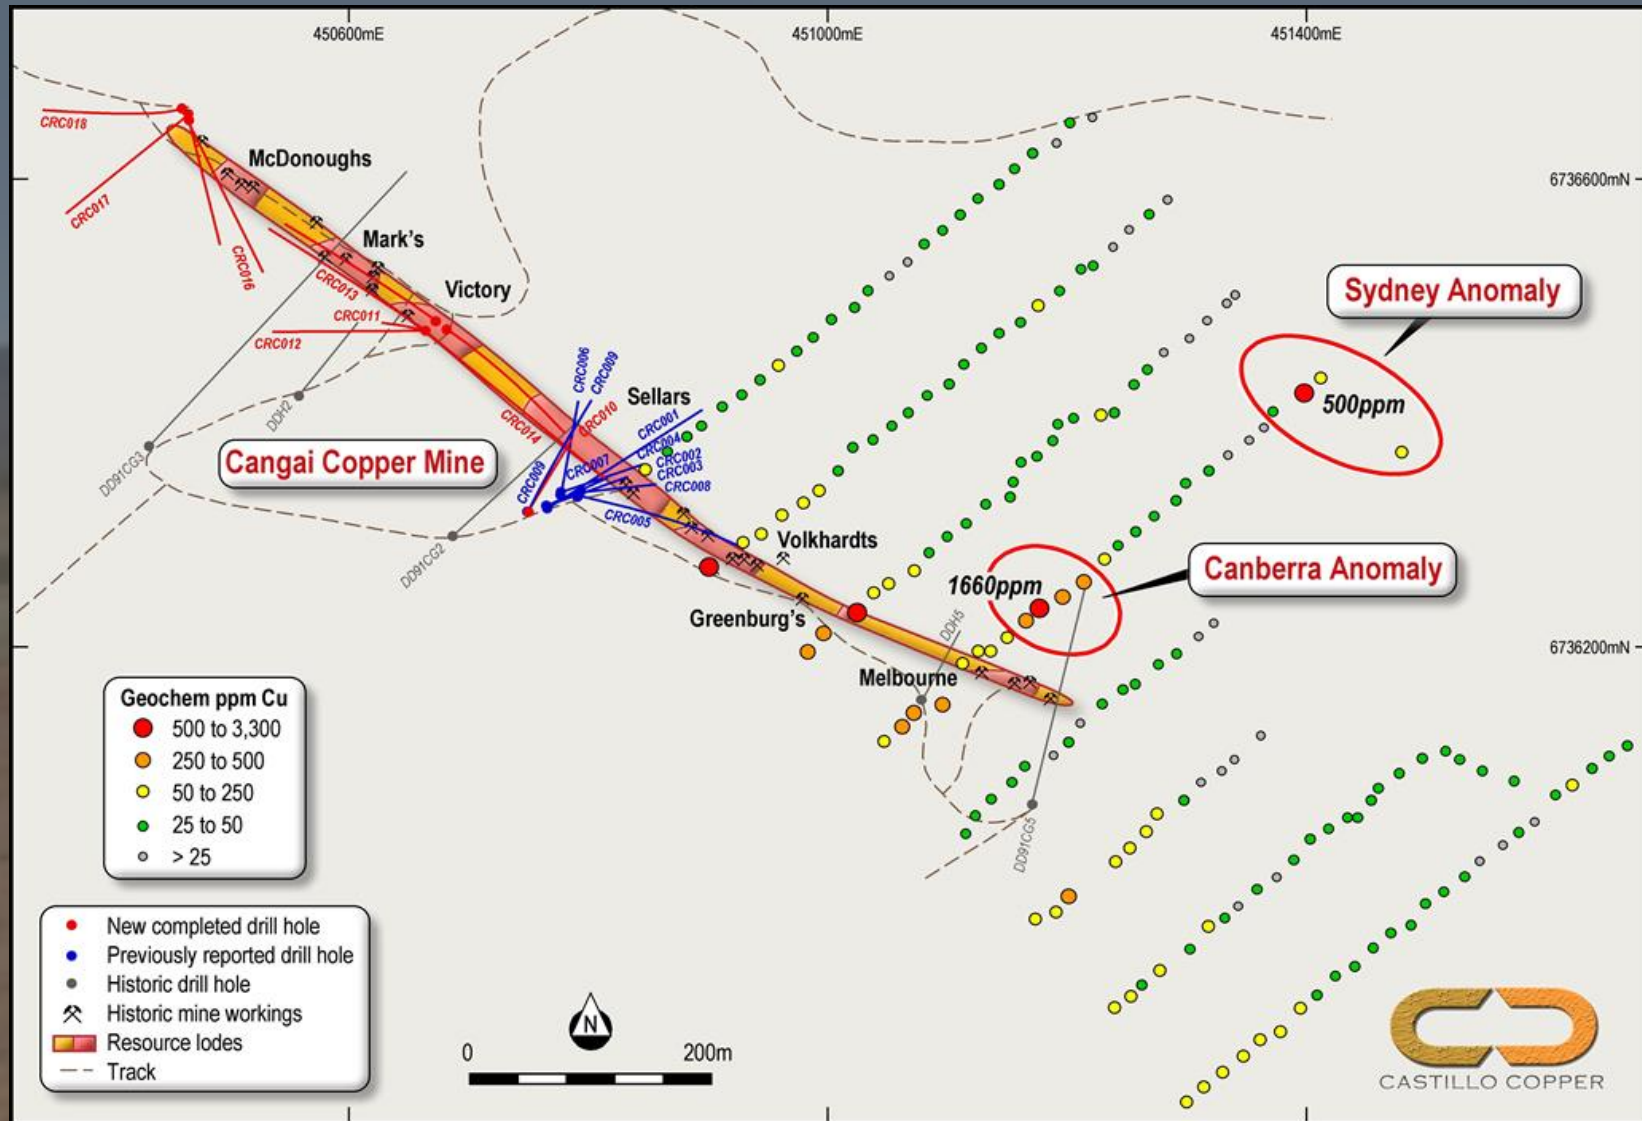 450600mE
451000mE
451400mE
6736600mN
6736200mN
CRC018
CRC017
CRC016
McDonoughs
Mark's
Victory
CRC013
CRC011
CRC012
CRC006
CRC009
Sellars
CRC010
CRC014
CRC001
CRC004
CRC002
CRC003
CRC008
CRC007
CRC009
CRC005
DDH2
DD91CG3
DD91CG2
Cangai Copper Mine
Sydney Anomaly
500ppm
Volkhardts
1660ppm
Canberra Anomaly
Greenburg's
DDH5
Melbourne
DD91CG5
Geochem ppm Cu
500 to 3,300
250 to 500
50 to 250
25 to 50
> 25
New completed drill hole
Previously reported drill hole
Historic drill hole
Historic mine workings
Resource lodes
Track
N
0 200m
CASTILLO COPPER